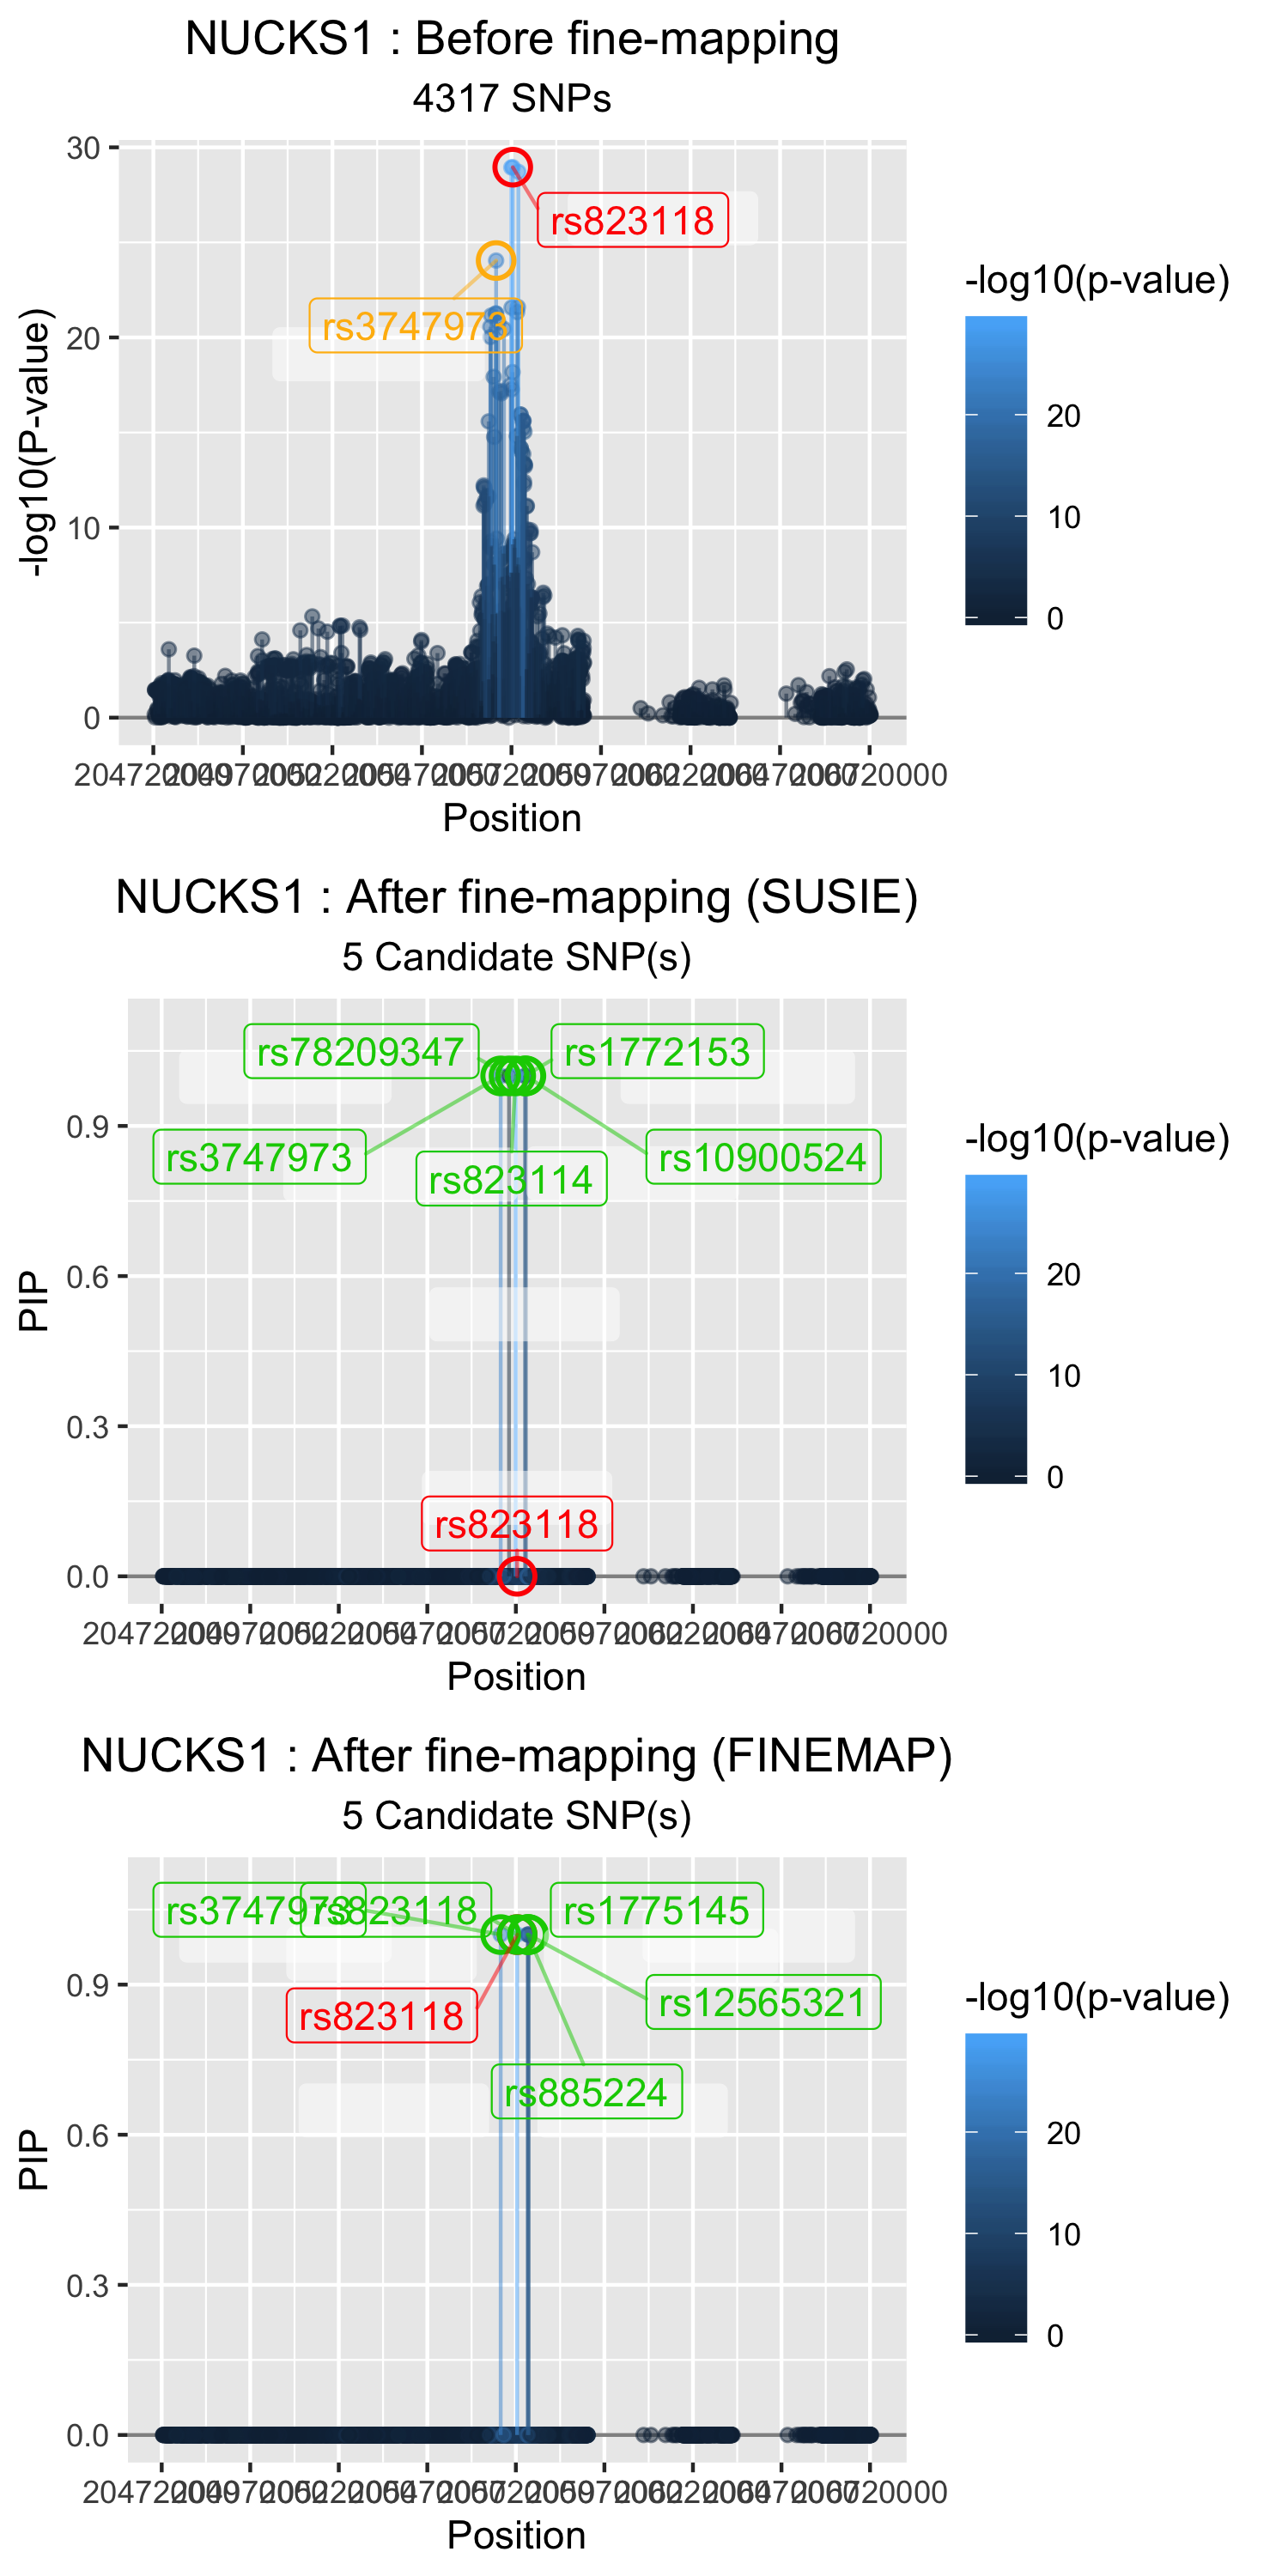 NUCKS1 : Before fine-mapping
4317 SNPs
-log10(P-value)
30
20
10
0
rs823118
rs3747973
Position
-log10(p-value)
20
10
0
NUCKS1 : After fine-mapping (SUSIE)
5 Candidate SNP(s)
PIP
0.9
0.6
0.3
0.0
rs78209347
rs1772153
rs3747973
rs823114
rs10900524
rs823118
Position
-log10(p-value)
20
10
0
NUCKS1 : After fine-mapping (FINEMAP)
5 Candidate SNP(s)
PIP
0.9
0.6
0.3
0.0
rs3747973
rs823118
rs1775145
rs823118
rs12565321
rs885224
Position
-log10(p-value)
20
10
0